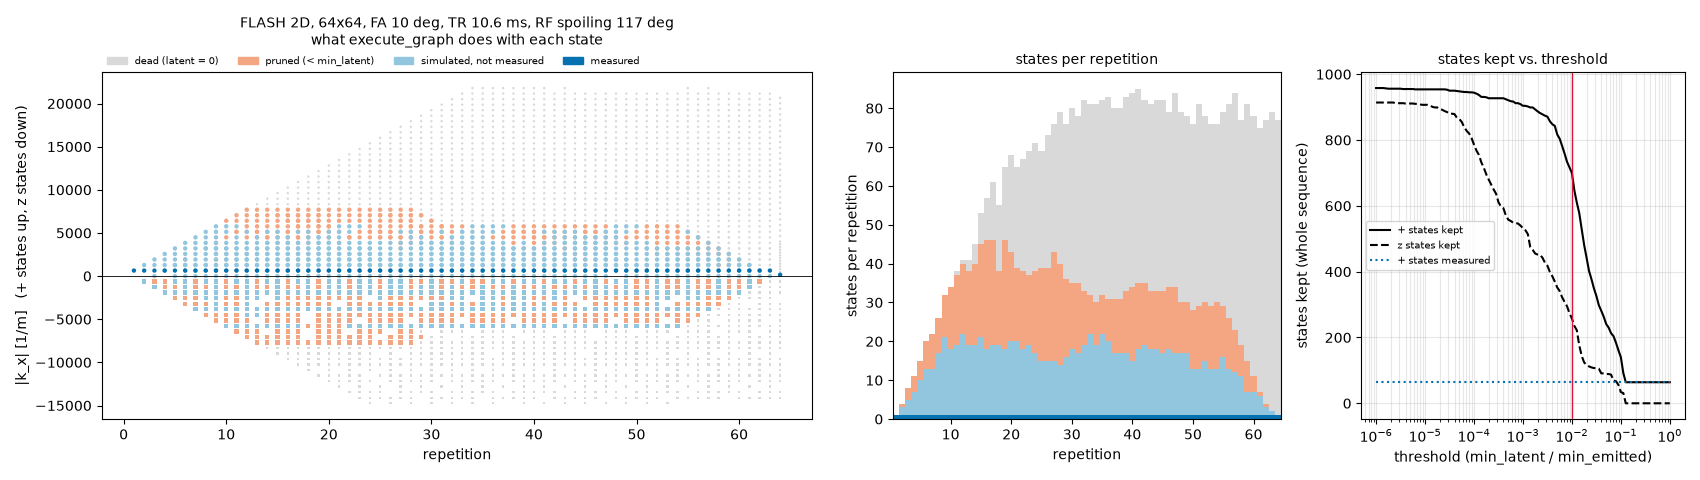 FLASH 2D, 64x64, FA 10 deg, TR 10.6 ms, RF spoiling 117 deg
what execute_graph does with each state
dead (latent = 0)
pruned (< min_latent)
simulated, not measured
measured
|k_x| [1/m]   (+ states up, z states down)
20000
15000
10000
5000
0
−5000
−10000
−15000
0
10
20
30
40
50
60
repetition
states per repetition
states per repetition
80
70
60
50
40
30
20
10
0
10
20
30
40
50
60
repetition
states kept vs. threshold
states kept (whole sequence)
1000
800
600
400
200
0
+ states kept
z states kept
+ states measured
10⁻⁶
10⁻⁵
10⁻⁴
10⁻³
10⁻²
10⁻¹
10⁰
threshold (min_latent / min_emitted)